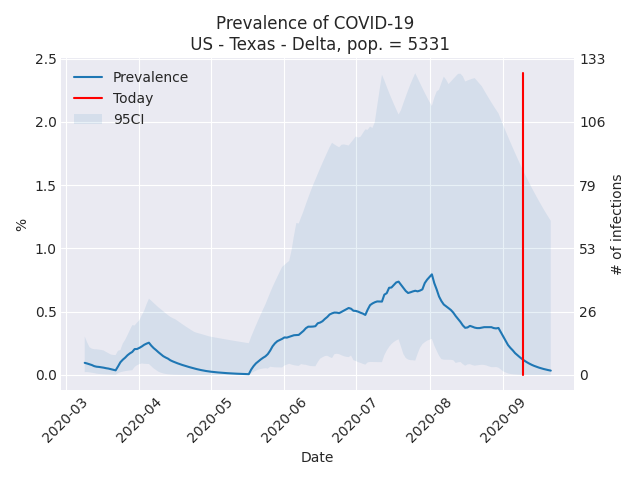 Prevalence of COVID-19
US - Texas - Delta, pop. = 5331
Prevalence
Today
95CI
2.5
2.0
1.5
1.0
0.5
0.0
%
133
106
79
53
26
0
# of infections
2020-03
2020-04
2020-05
2020-06
2020-07
2020-08
2020-09
Date